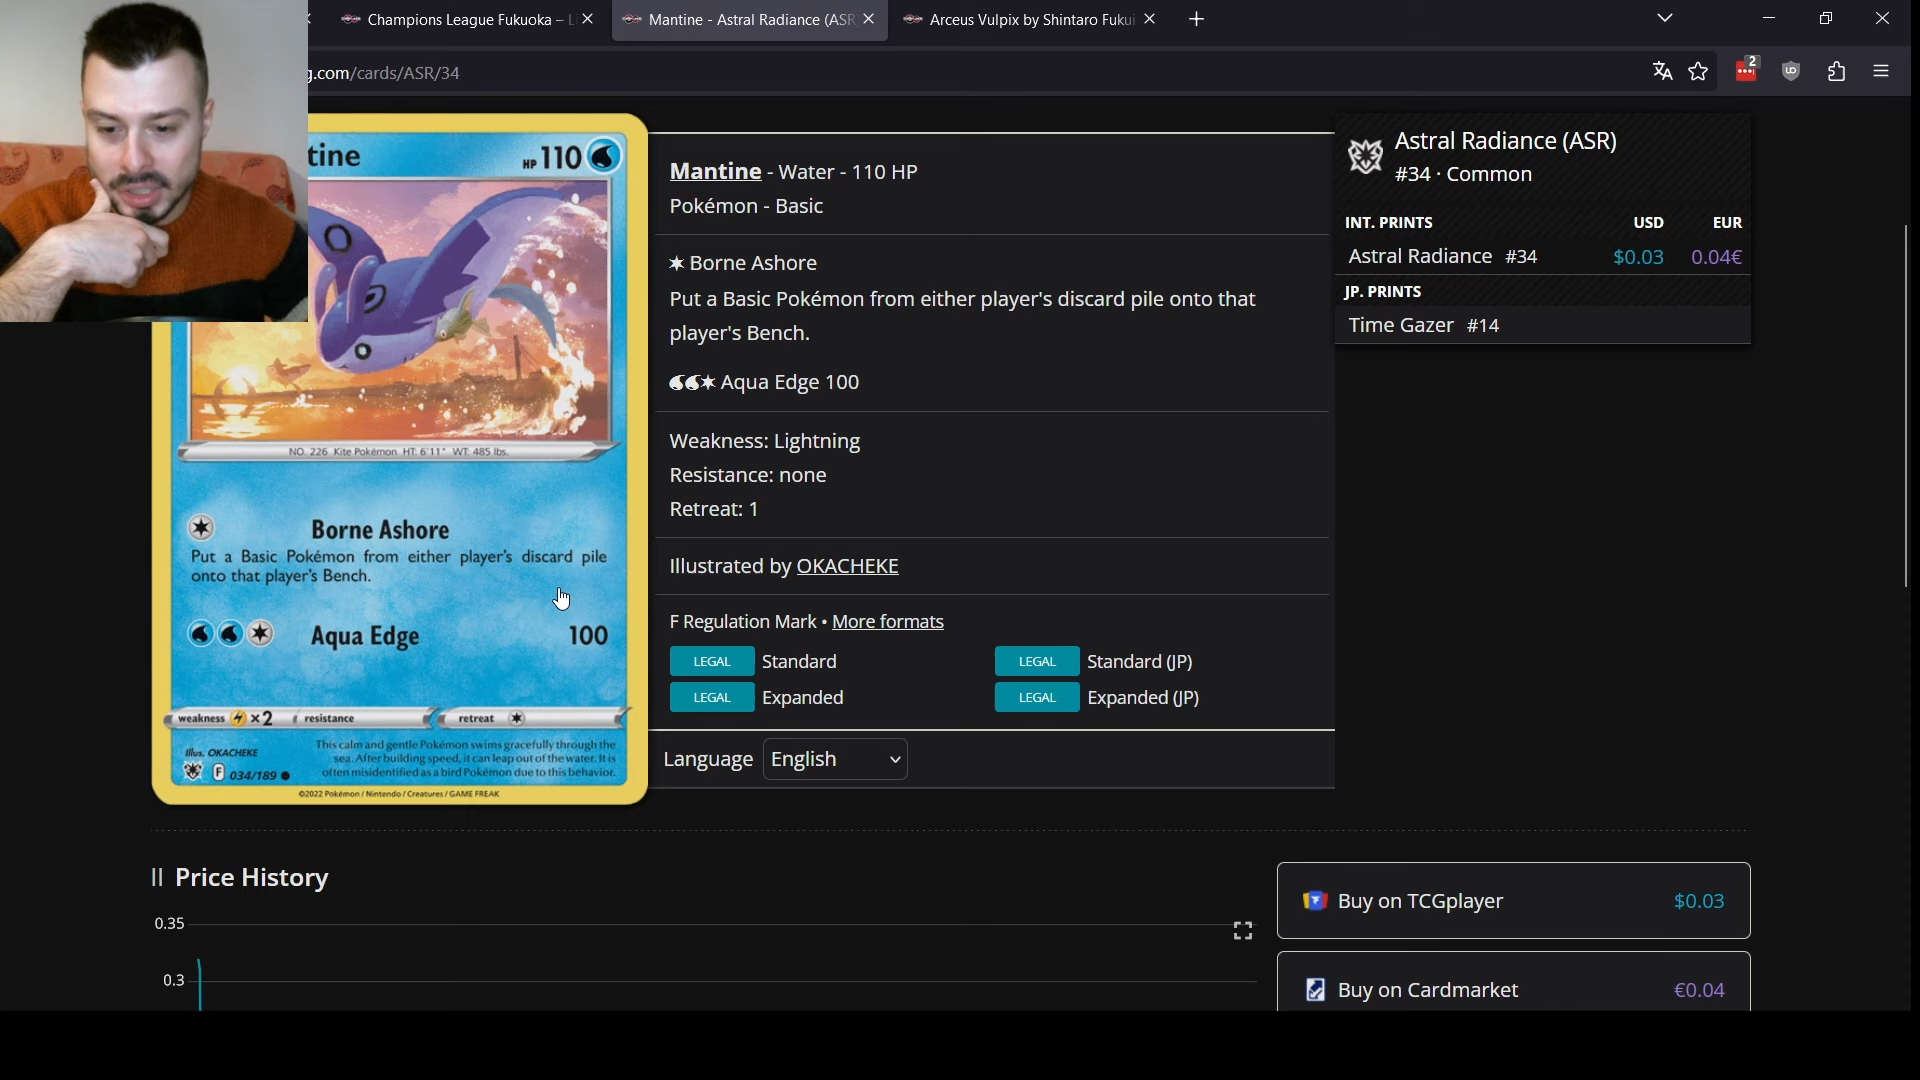 Champions League Fukuoka – Li
Mantine - Astral Radiance (ASR
Arceus Vulpix by Shintaro Fukui
g.com/cards/ASR/34
2
tine
HP 110
NO. 226 Kite Pokémon HT: 6'11" WT: 485 lbs.
Borne Ashore
Put a Basic Pokémon from either player's discard pile
onto that player's Bench.
Aqua Edge 100
weakness ×2 resistance retreat
Illus. OKACHEKE
F 034/189
This calm and gentle Pokémon swims gracefully through the
sea. After building speed, it can leap out of the water. It is
often misidentified as a bird Pokémon due to this behavior.
©2022 Pokémon / Nintendo / Creatures / GAME FREAK
Mantine - Water - 110 HP
Pokémon - Basic
Borne Ashore
Put a Basic Pokémon from either player's discard pile onto that
player's Bench.
Aqua Edge 100
Weakness: Lightning
Resistance: none
Retreat: 1
Illustrated by OKACHEKE
F Regulation Mark • More formats
LEGAL Standard LEGAL Standard (JP)
LEGAL Expanded LEGAL Expanded (JP)
Language English
Astral Radiance (ASR)
#34 · Common
INT. PRINTS USD EUR
Astral Radiance #34 $0.03 0.04€
JP. PRINTS
Time Gazer #14
Price History
0.35
0.3
Buy on TCGplayer $0.03
Buy on Cardmarket €0.04